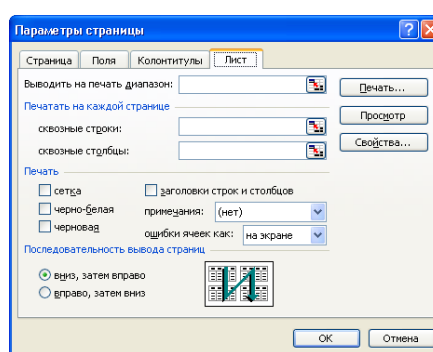 Параметры страницы
Страница Поля Колонтитулы Лист
Выводить на печать диапазон:
Печать...
Печатать на каждой странице
Просмотр
сквозные строки:
Свойства...
сквозные столбцы:
Печать
сетка заголовки строк и столбцов
черно-белая примечания: (нет)
черновая ошибки ячеек как: на экране
Последовательность вывода страниц
вниз, затем вправо
вправо, затем вниз
ОК Отмена